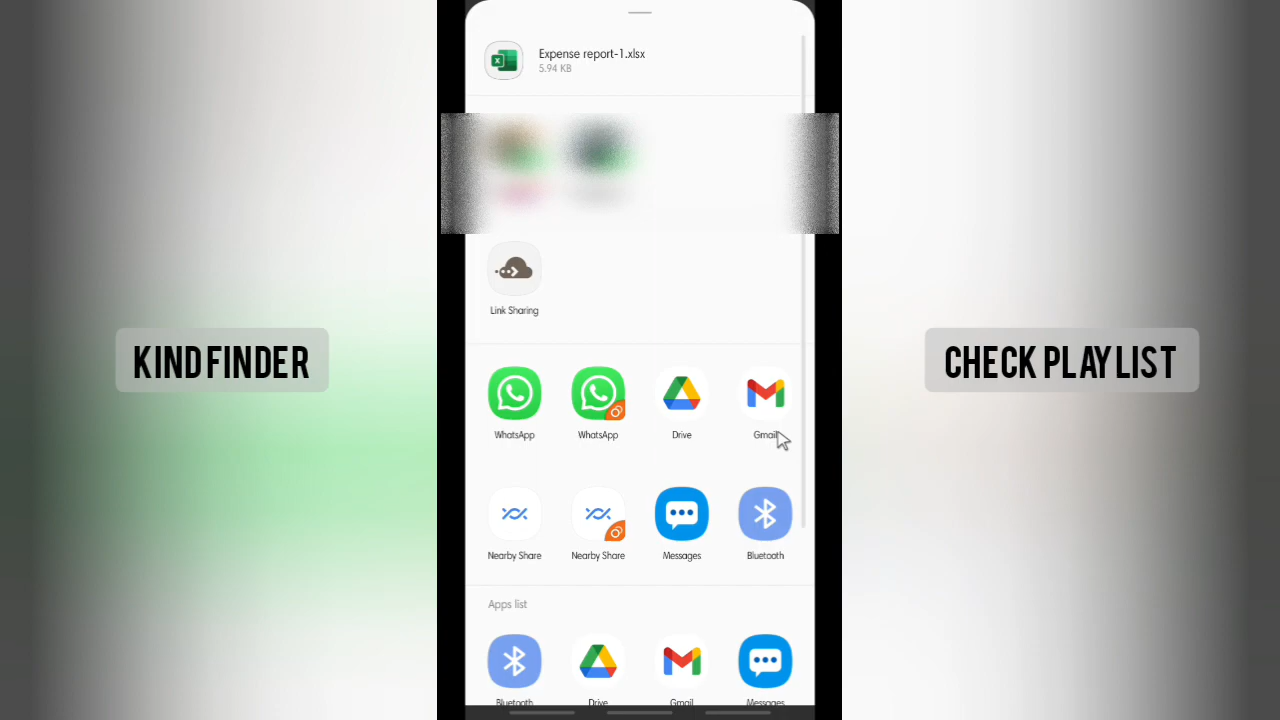 Expense report-1.xlsx
5.94 KB
Link Sharing
KIND FINDER
CHECK PLAYLIST
WhatsApp
WhatsApp
Drive
Gmail
Nearby Share
Nearby Share
Messages
Bluetooth
Apps list
Bluetooth
Drive
Gmail
Messages